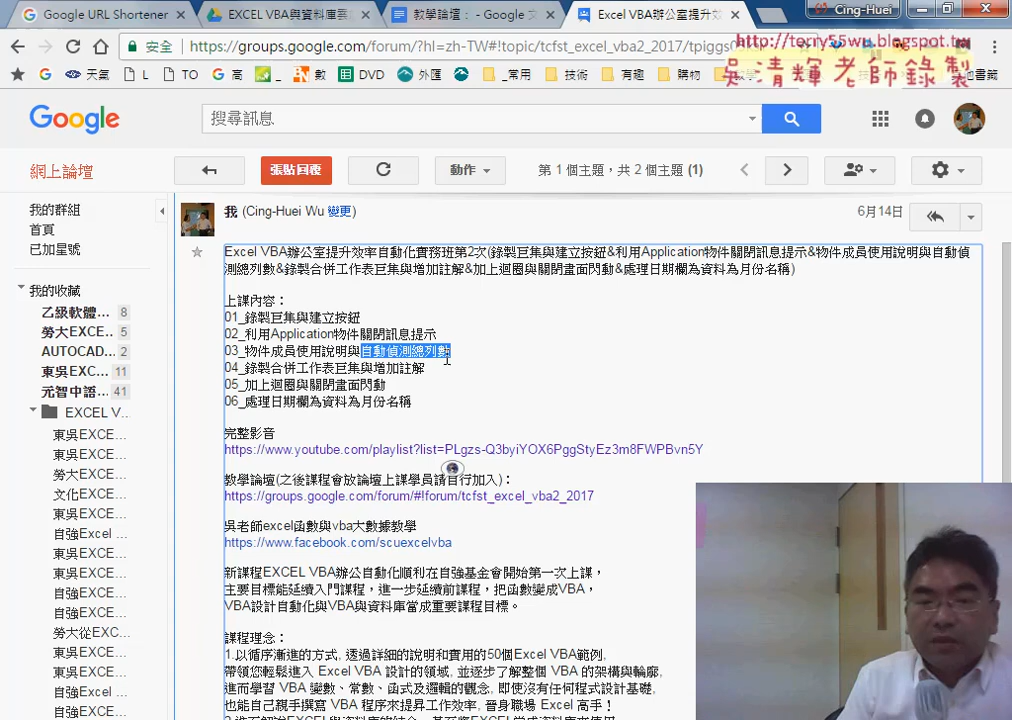 Google URL Shortener
EXCEL VBA與資料庫雲
教學論壇： - Google 文
Excel VBA辦公室提升效
Cing-Huei
安全
https://groups.google.com/forum/?hl=zh-TW#!topic/tcfst_excel_vba2_2017/tpiggs
http://terry55wu.blogspot.tw
吳清輝老師錄製
天氣
L
TO
高
數
DVD
外匯
_常用
技術
有趣
購物
Google
搜尋訊息
網上論壇
張貼回覆
動作
第 1 個主題，共 2 個主題 (1)
我的群組
首頁
已加星號
我的收藏
乙級軟體... 8
勞大EXCE... 5
AUTOCAD... 2
東吳EXC... 11
元智中語... 41
EXCEL V...
東吳EXCE...
東吳EXCE...
勞大EXCE...
文化EXCE...
東吳EXCE...
自強Excel ...
東吳EXCE...
東吳EXCE...
自強EXCE...
自強EXCE...
勞大從EXC...
東吳EXCE...
東吳EXCE...
自強Excel ...
東吳EXCE...
我 (Cing-Huei Wu 變更)
6月14日
Excel VBA辦公室提升效率自動化實務班第2次(錄製巨集與建立按鈕&利用Application物件關閉訊息提示&物件成員使用說明與自動偵
測總列數&錄製合併工作表巨集與增加註解&加上迴圈與關閉畫面閃動&處理日期欄為資料為月份名稱)
上課內容：
01_錄製巨集與建立按鈕
02_利用Application物件關閉訊息提示
03_物件成員使用說明與自動偵測總列數
04_錄製合併工作表巨集與增加註解
05_加上迴圈與關閉畫面閃動
06_處理日期欄為資料為月份名稱
完整影音
https://www.youtube.com/playlist?list=PLgzs-Q3byiYOX6PggStyEz3m8FWPBvn5Y
教學論壇(之後課程會放論壇上課學員請自行加入)：
https://groups.google.com/forum/#!forum/tcfst_excel_vba2_2017
吳老師excel函數與vba大數據教學
https://www.facebook.com/scuexcelvba
新課程EXCEL VBA辦公自動化順利在自強基金會開始第一次上課，
主要目標能延續入門課程，進一步延續前課程，把函數變成VBA，
VBA設計自動化與VBA與資料庫當成重要課程目標。
課程理念：
1.以循序漸進的方式, 透過詳細的說明和實用的50個Excel VBA範例,
帶領您輕鬆進入 Excel VBA 設計的領域, 並逐步了解整個 VBA 的架構與輪廓,
進而學習 VBA 變數、常數、函式及邏輯的觀念, 即使沒有任何程式設計基礎,
也能自己親手撰寫 VBA 程序來提昇工作效率, 晉身職場 Excel 高手！